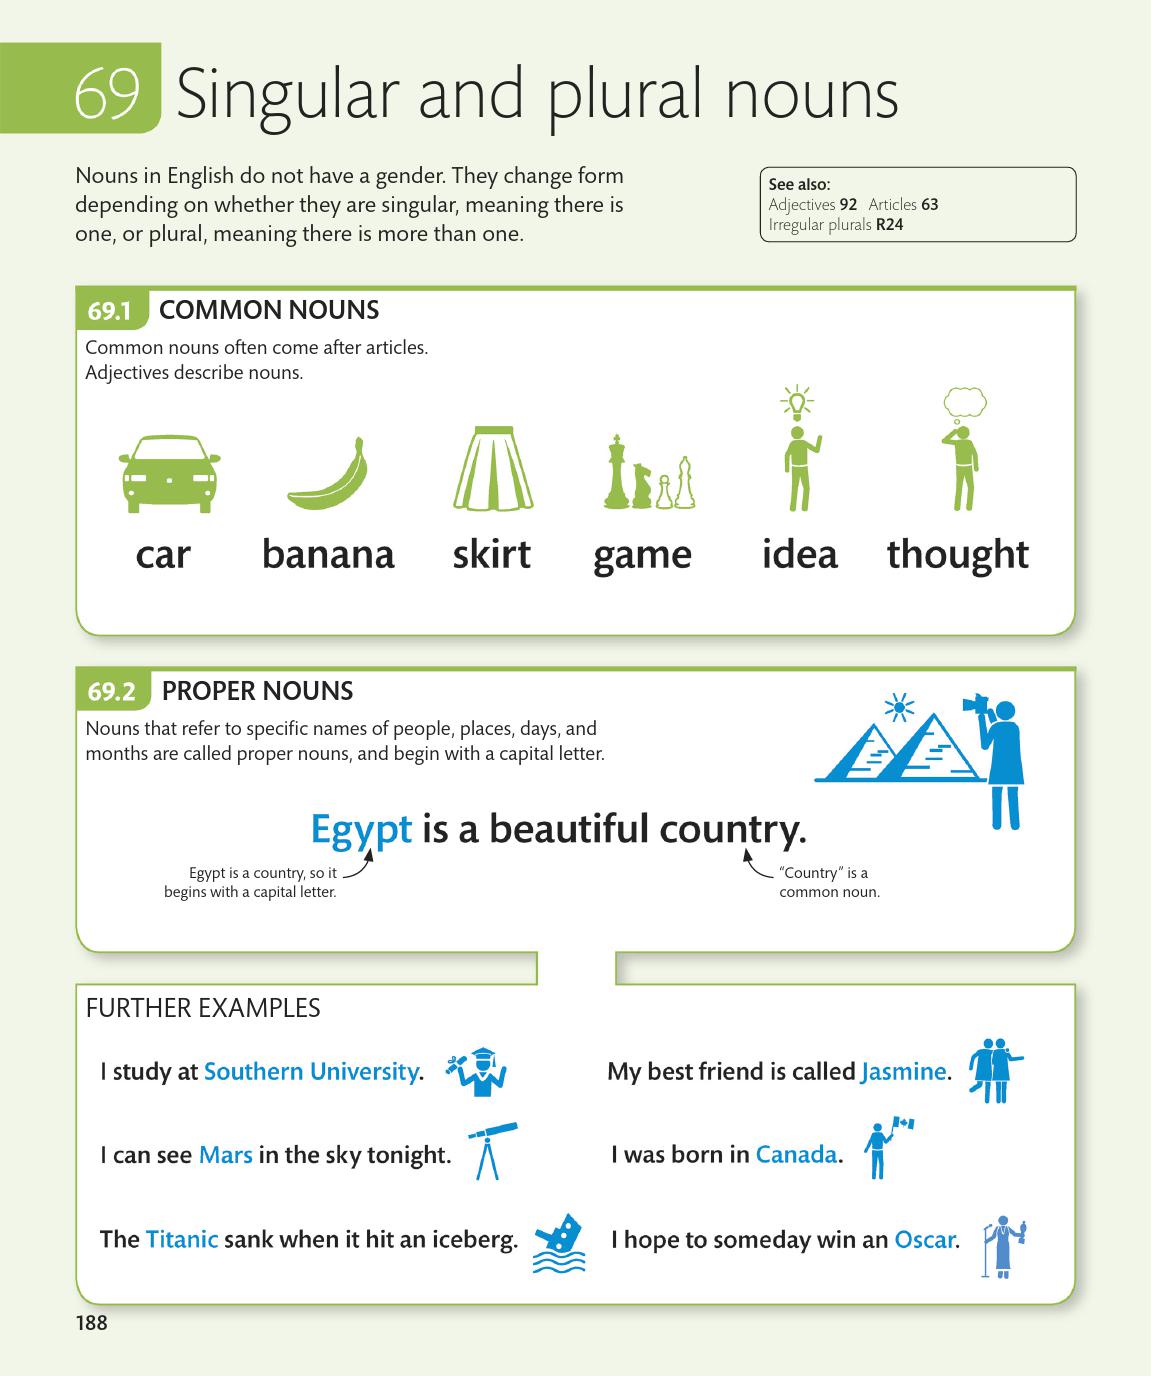 69 Singular and plural nouns
Nouns in English do not have a gender. They change form
depending on whether they are singular, meaning there is
one, or plural, meaning there is more than one.
See also:
Adjectives 92 Articles 63
Irregular plurals R24
69.1 COMMON NOUNS
Common nouns often come after articles.
Adjectives describe nouns.
car banana skirt game idea thought
69.2 PROPER NOUNS
Nouns that refer to specific names of people, places, days, and
months are called proper nouns, and begin with a capital letter.
Egypt is a beautiful country.
Egypt is a country, so it
begins with a capital letter.
“Country” is a
common noun.
FURTHER EXAMPLES
I study at Southern University.
My best friend is called Jasmine.
I can see Mars in the sky tonight.
I was born in Canada.
The Titanic sank when it hit an iceberg.
I hope to someday win an Oscar.
188